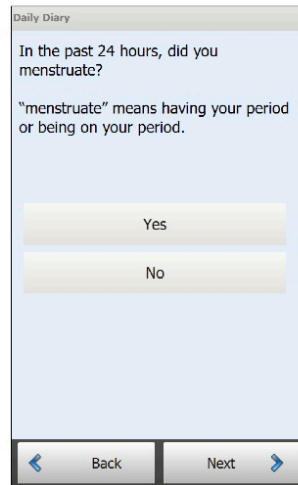 Daily Diary
In the past 24 hours, did you
menstruate?
“menstruate” means having your period
or being on your period.
Yes
No
Back
Next